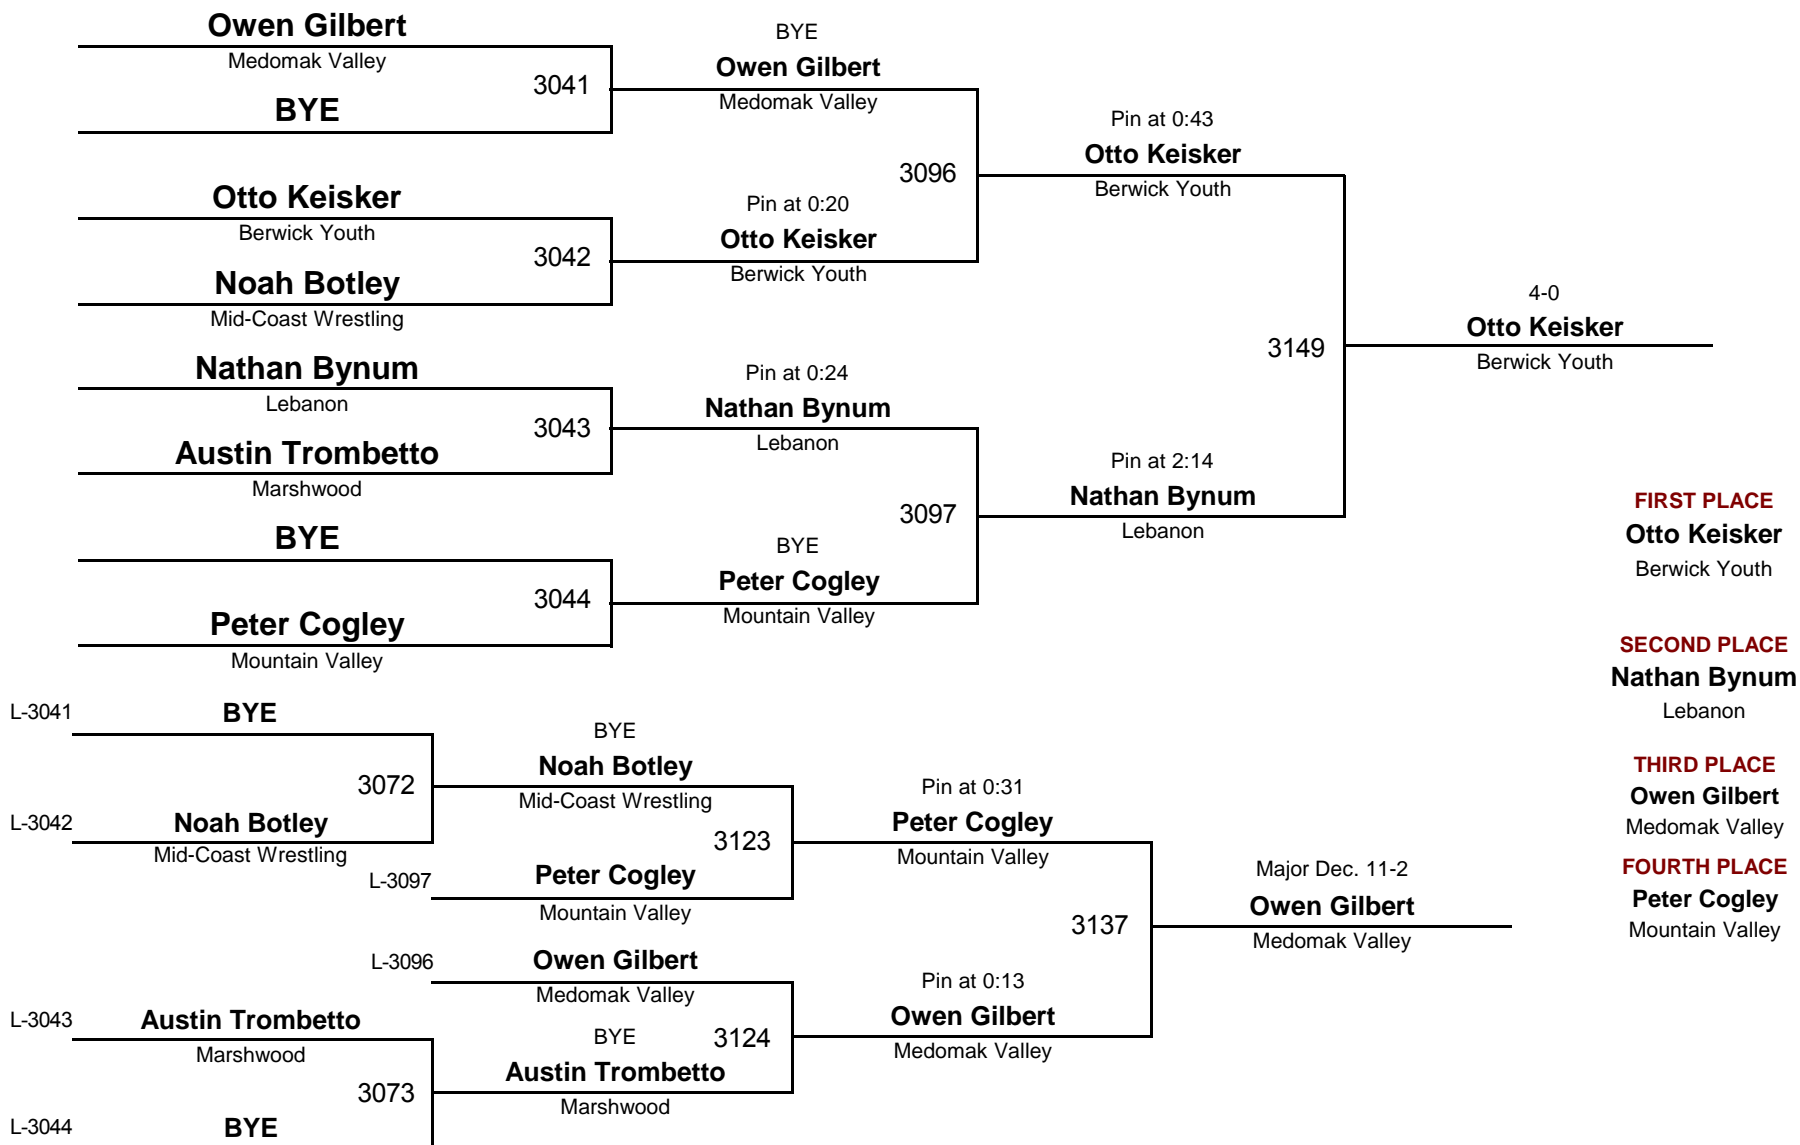 Owen Gilbert
Medomak Valley
3041
BYE
Otto Keisker
Berwick Youth
3042
Noah Botley
Mid-Coast Wrestling
Nathan Bynum
Lebanon
3043
Austin Trombetto
Marshwood
BYE
3044
Peter Cogley
Mountain Valley
BYE
Owen Gilbert
Medomak Valley
3096
Pin at 0:20
Otto Keisker
Berwick Youth
Pin at 0:24
Nathan Bynum
Lebanon
3097
BYE
Peter Cogley
Mountain Valley
Pin at 0:43
Otto Keisker
Berwick Youth
3149
Pin at 2:14
Nathan Bynum
Lebanon
4-0
Otto Keisker
Berwick Youth
FIRST PLACE
Otto Keisker
Berwick Youth
SECOND PLACE
Nathan Bynum
Lebanon
THIRD PLACE
Owen Gilbert
Medomak Valley
FOURTH PLACE
Peter Cogley
Mountain Valley
L-3041
BYE
3072
L-3042
Noah Botley
Mid-Coast Wrestling
BYE
Noah Botley
Mid-Coast Wrestling
3123
L-3097
Peter Cogley
Mountain Valley
L-3096
Owen Gilbert
Medomak Valley
3124
L-3043
Austin Trombetto
Marshwood
3073
L-3044
BYE
BYE
Austin Trombetto
Marshwood
Pin at 0:31
Peter Cogley
Mountain Valley
3137
Pin at 0:13
Owen Gilbert
Medomak Valley
Major Dec. 11-2
Owen Gilbert
Medomak Valley